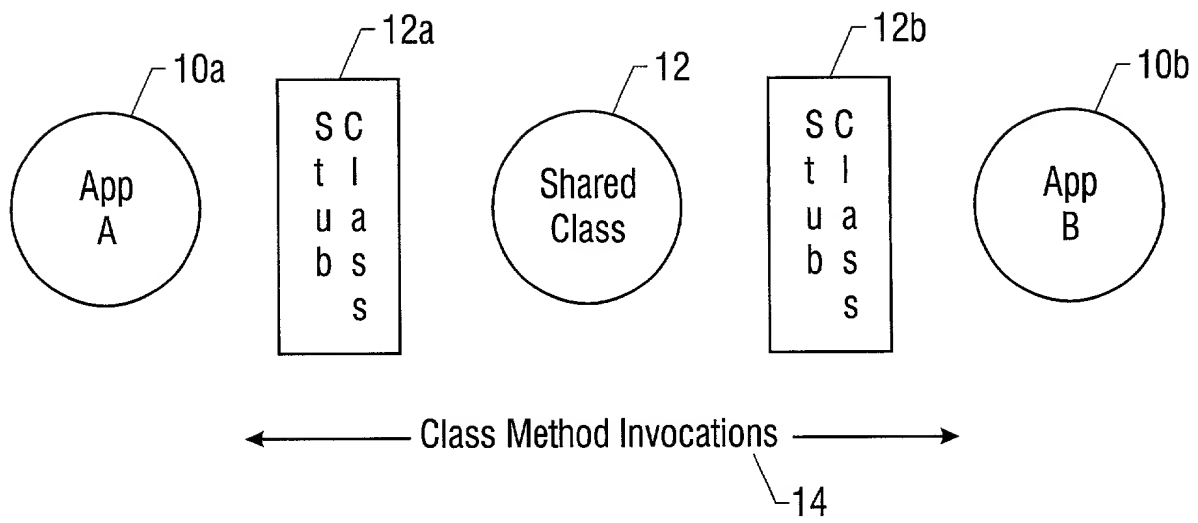 12a
12b
10a
12
10b
Stub
Class
Stub
Class
App
A
Shared
Class
App
B
Class Method Invocations
14